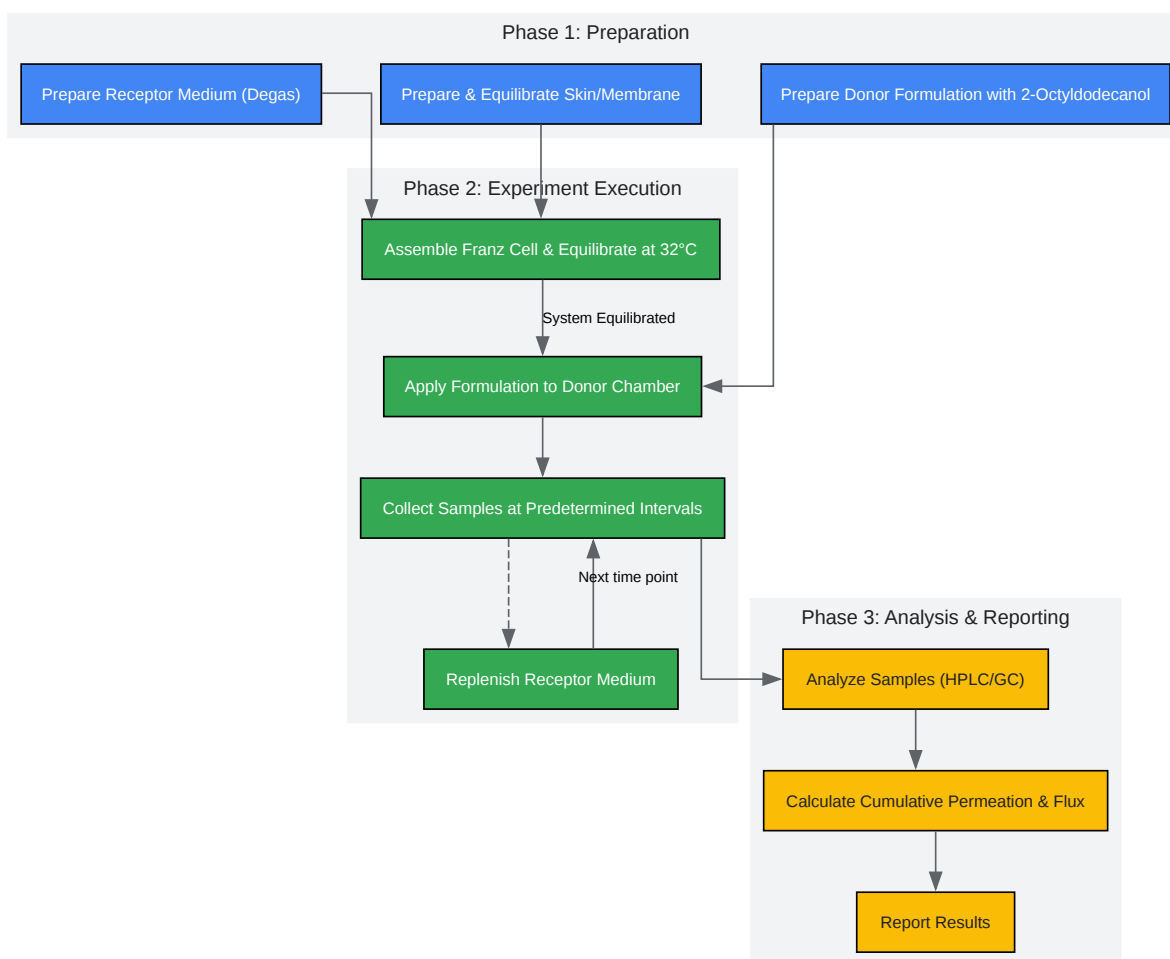 Phase 1: Preparation
Prepare Receptor Medium (Degas)
Prepare & Equilibrate Skin/Membrane
Prepare Donor Formulation with 2-Octyldodecanol
Phase 2: Experiment Execution
Assemble Franz Cell & Equilibrate at 32°C
System Equilibrated
Apply Formulation to Donor Chamber
Collect Samples at Predetermined Intervals
Next time point
Replenish Receptor Medium
Phase 3: Analysis & Reporting
Analyze Samples (HPLC/GC)
Calculate Cumulative Permeation & Flux
Report Results